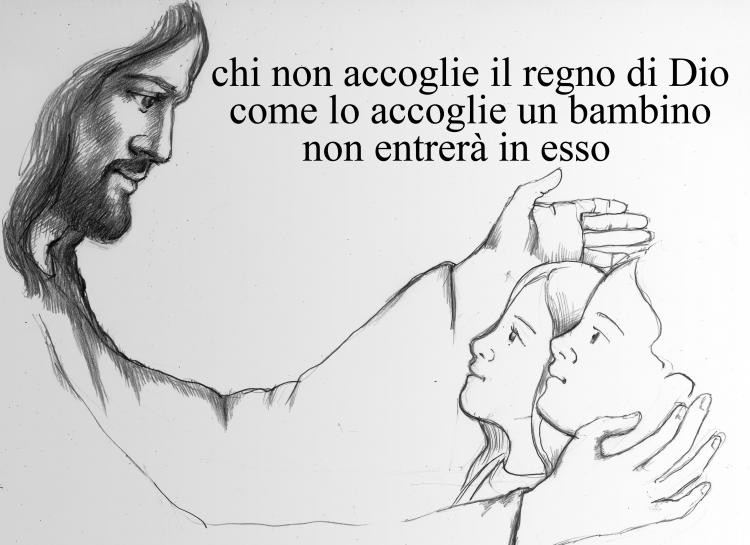 chi non accoglie il regno di Dio
come lo accoglie un bambino
non entrerà in esso